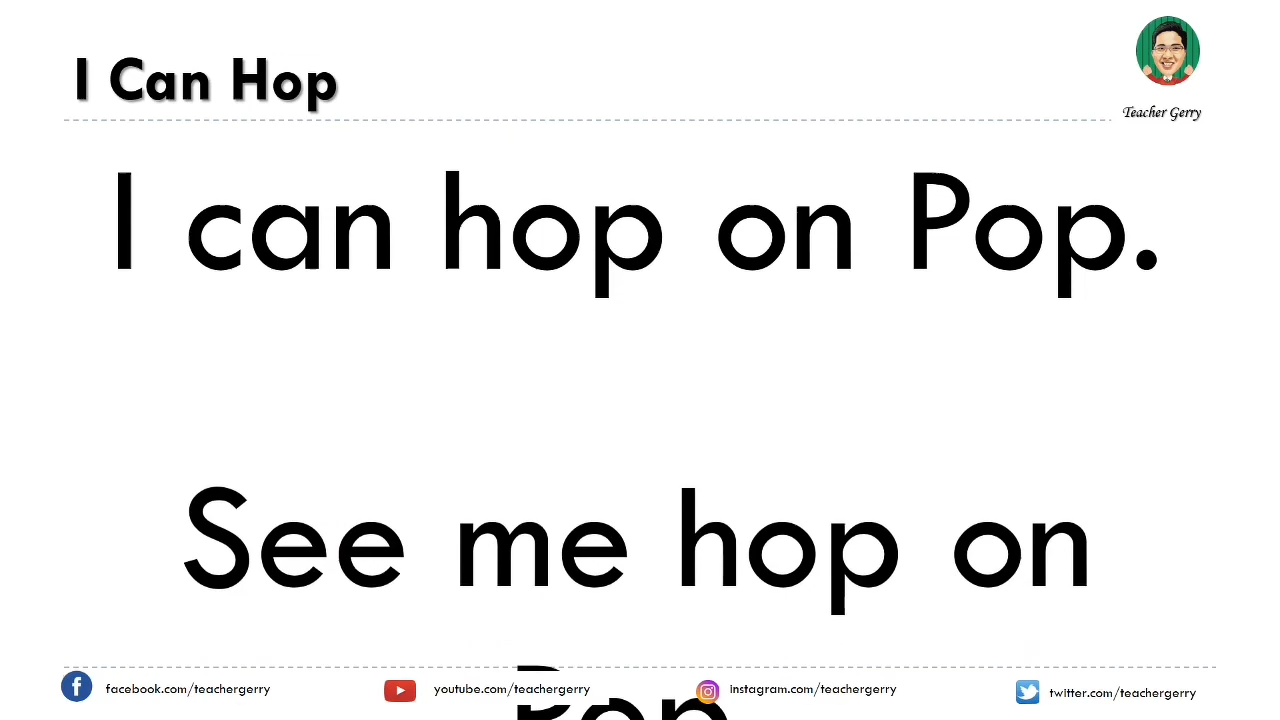 I Can Hop
Teacher Gerry
I can hop on Pop.
See me hop on
Pop
facebook.com/teachergerry
youtube.com/teachergerry
instagram.com/teachergerry
twitter.com/teachergerry